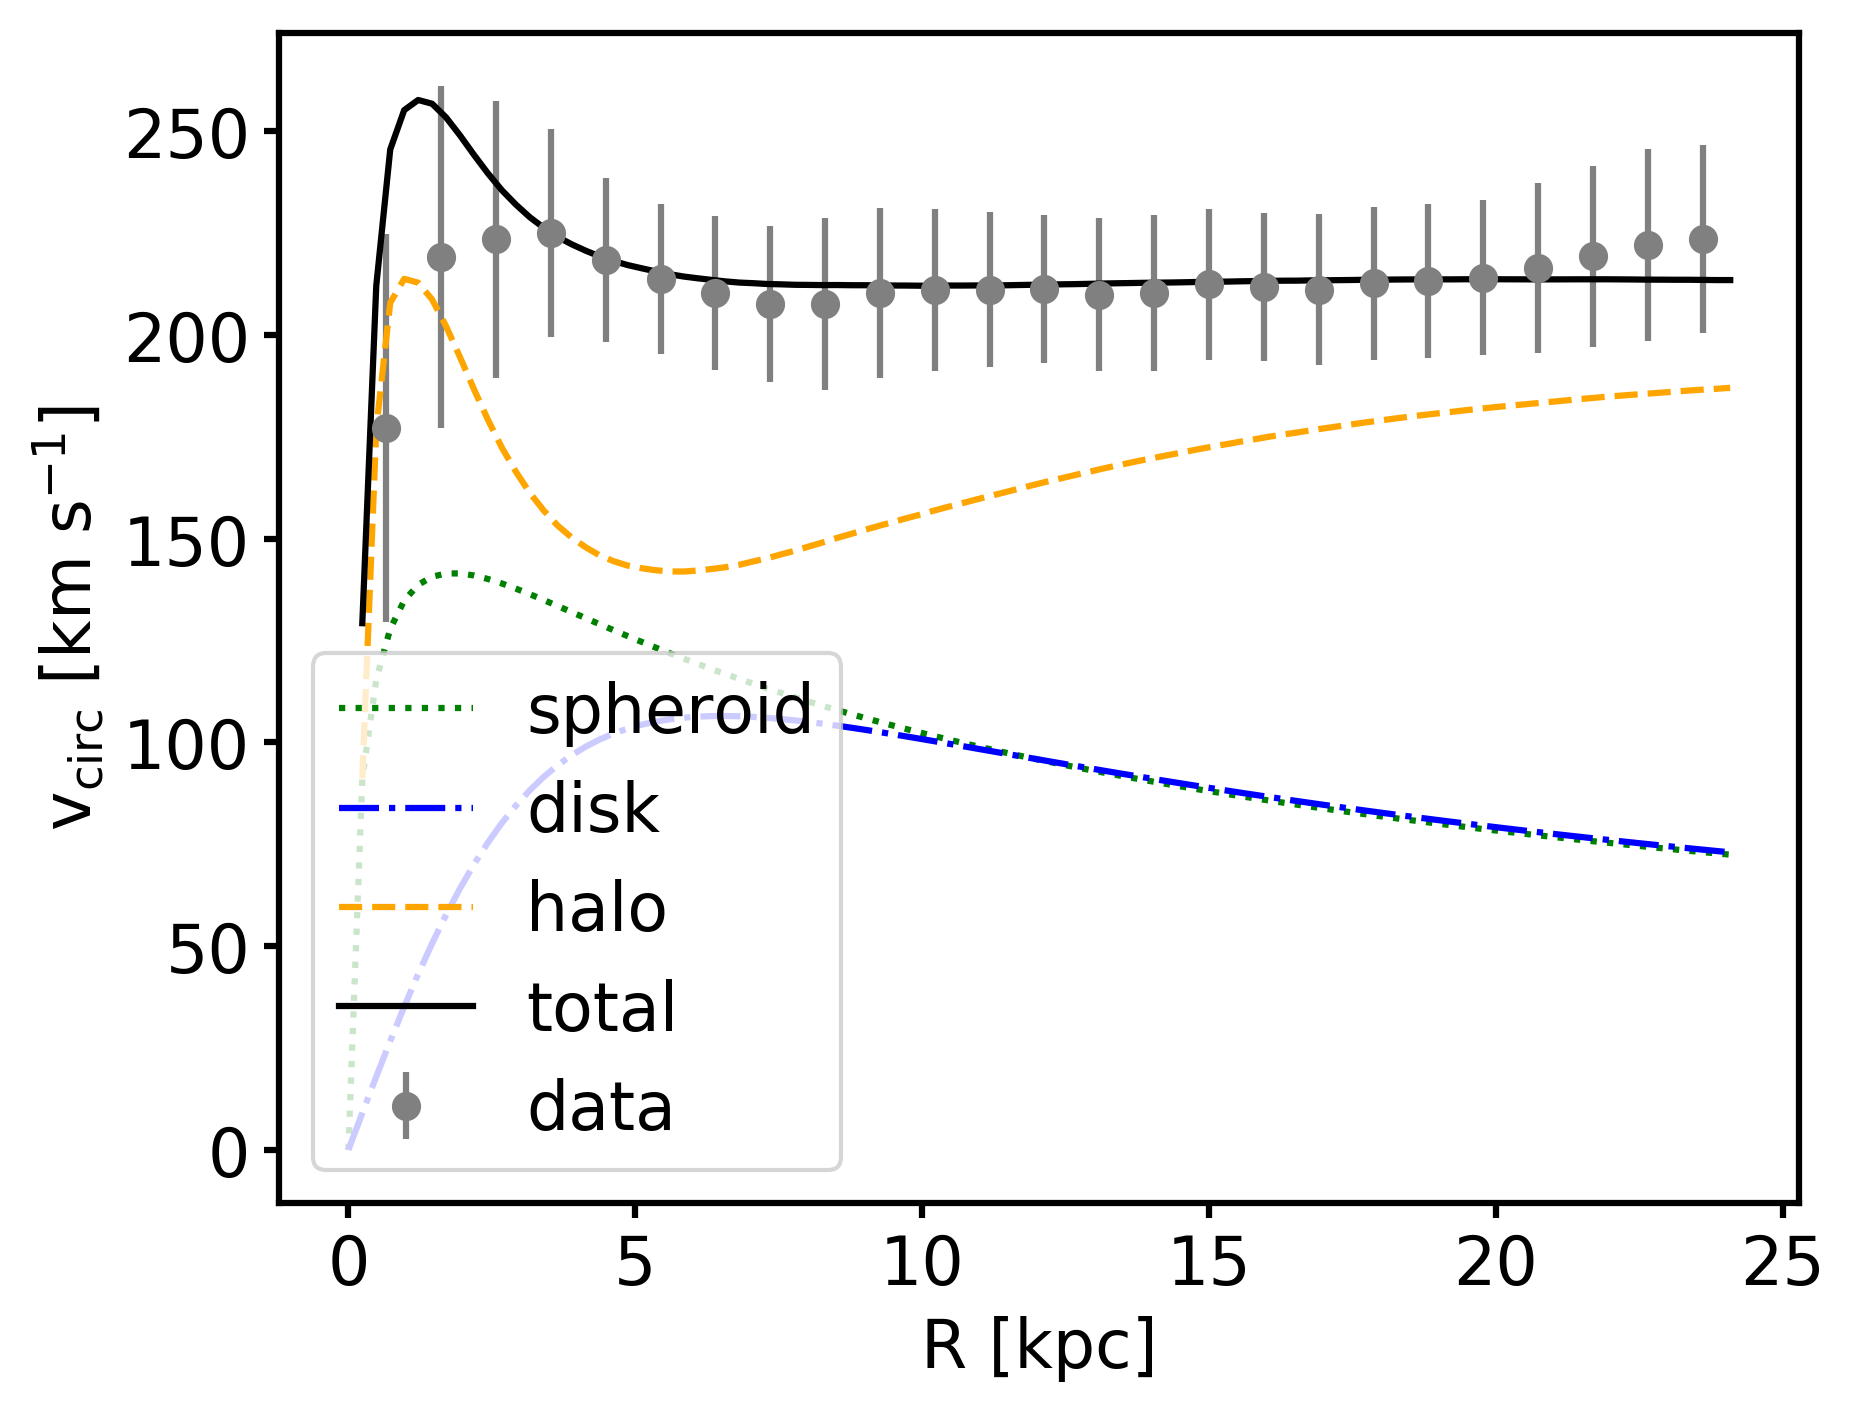 250
200
150
100
50
0
v_circ [km s⁻¹]
spheroid
disk
halo
total
data
0 5 10 15 20 25
R [kpc]